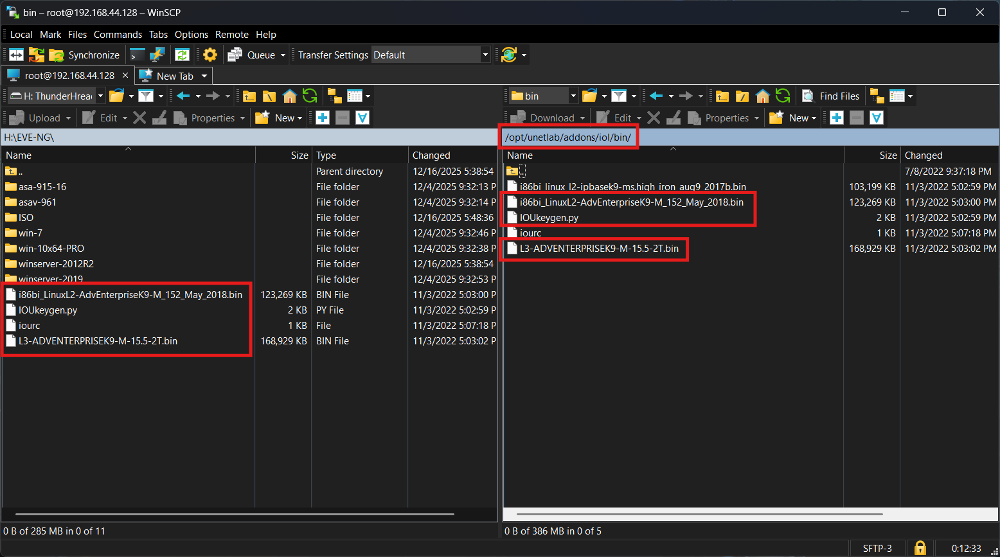 bin – root@192.168.44.128 – WinSCP
Local Mark Files Commands Tabs Options Remote Help
Synchronize Queue Transfer Settings Default
root@192.168.44.128 × New Tab
H: ThunderHrea bin Find Files
Upload Edit Properties New Download Edit Properties New
H:\EVE-NG\ /opt/unetlab/addons/iol/bin/
Name Size Type Changed Name Size Changed
.. Parent directory 12/16/2025 5:38:54 .. 7/8/2022 9:37:18 PM
asa-915-16 File folder 12/4/2025 9:32:13 P i86bi_linux_l2-ipbasek9-ms.high_iron_aug9_2017b.bin 103,199 KB 11/3/2022 5:02:59 PM
asav-961 File folder 12/4/2025 9:32:14 P i86bi_LinuxL2-AdvEnterpriseK9-M_152_May_2018.bin 123,269 KB 11/3/2022 5:03:00 PM
ISO File folder 12/16/2025 5:48:36 IOUkeygen.py 2 KB 11/3/2022 5:02:59 PM
win-7 File folder 12/4/2025 9:32:46 P iourc 1 KB 11/3/2022 5:07:18 PM
win-10x64-PRO File folder 12/4/2025 9:32:38 P L3-ADVENTERPRISEK9-M-15.5-2T.bin 168,929 KB 11/3/2022 5:03:02 PM
winserver-2012R2 File folder 12/16/2025 5:38:54
winserver-2019 File folder 12/4/2025 9:32:53 P
i86bi_LinuxL2-AdvEnterpriseK9-M_152_May_2018.bin 123,269 KB BIN File 11/3/2022 5:03:00 P
IOUkeygen.py 2 KB PY File 11/3/2022 5:02:59 P
iourc 1 KB File 11/3/2022 5:07:18 P
L3-ADVENTERPRISEK9-M-15.5-2T.bin 168,929 KB BIN File 11/3/2022 5:03:02 P
0 B of 285 MB in 0 of 11 0 B of 386 MB in 0 of 5
SFTP-3 0:12:33